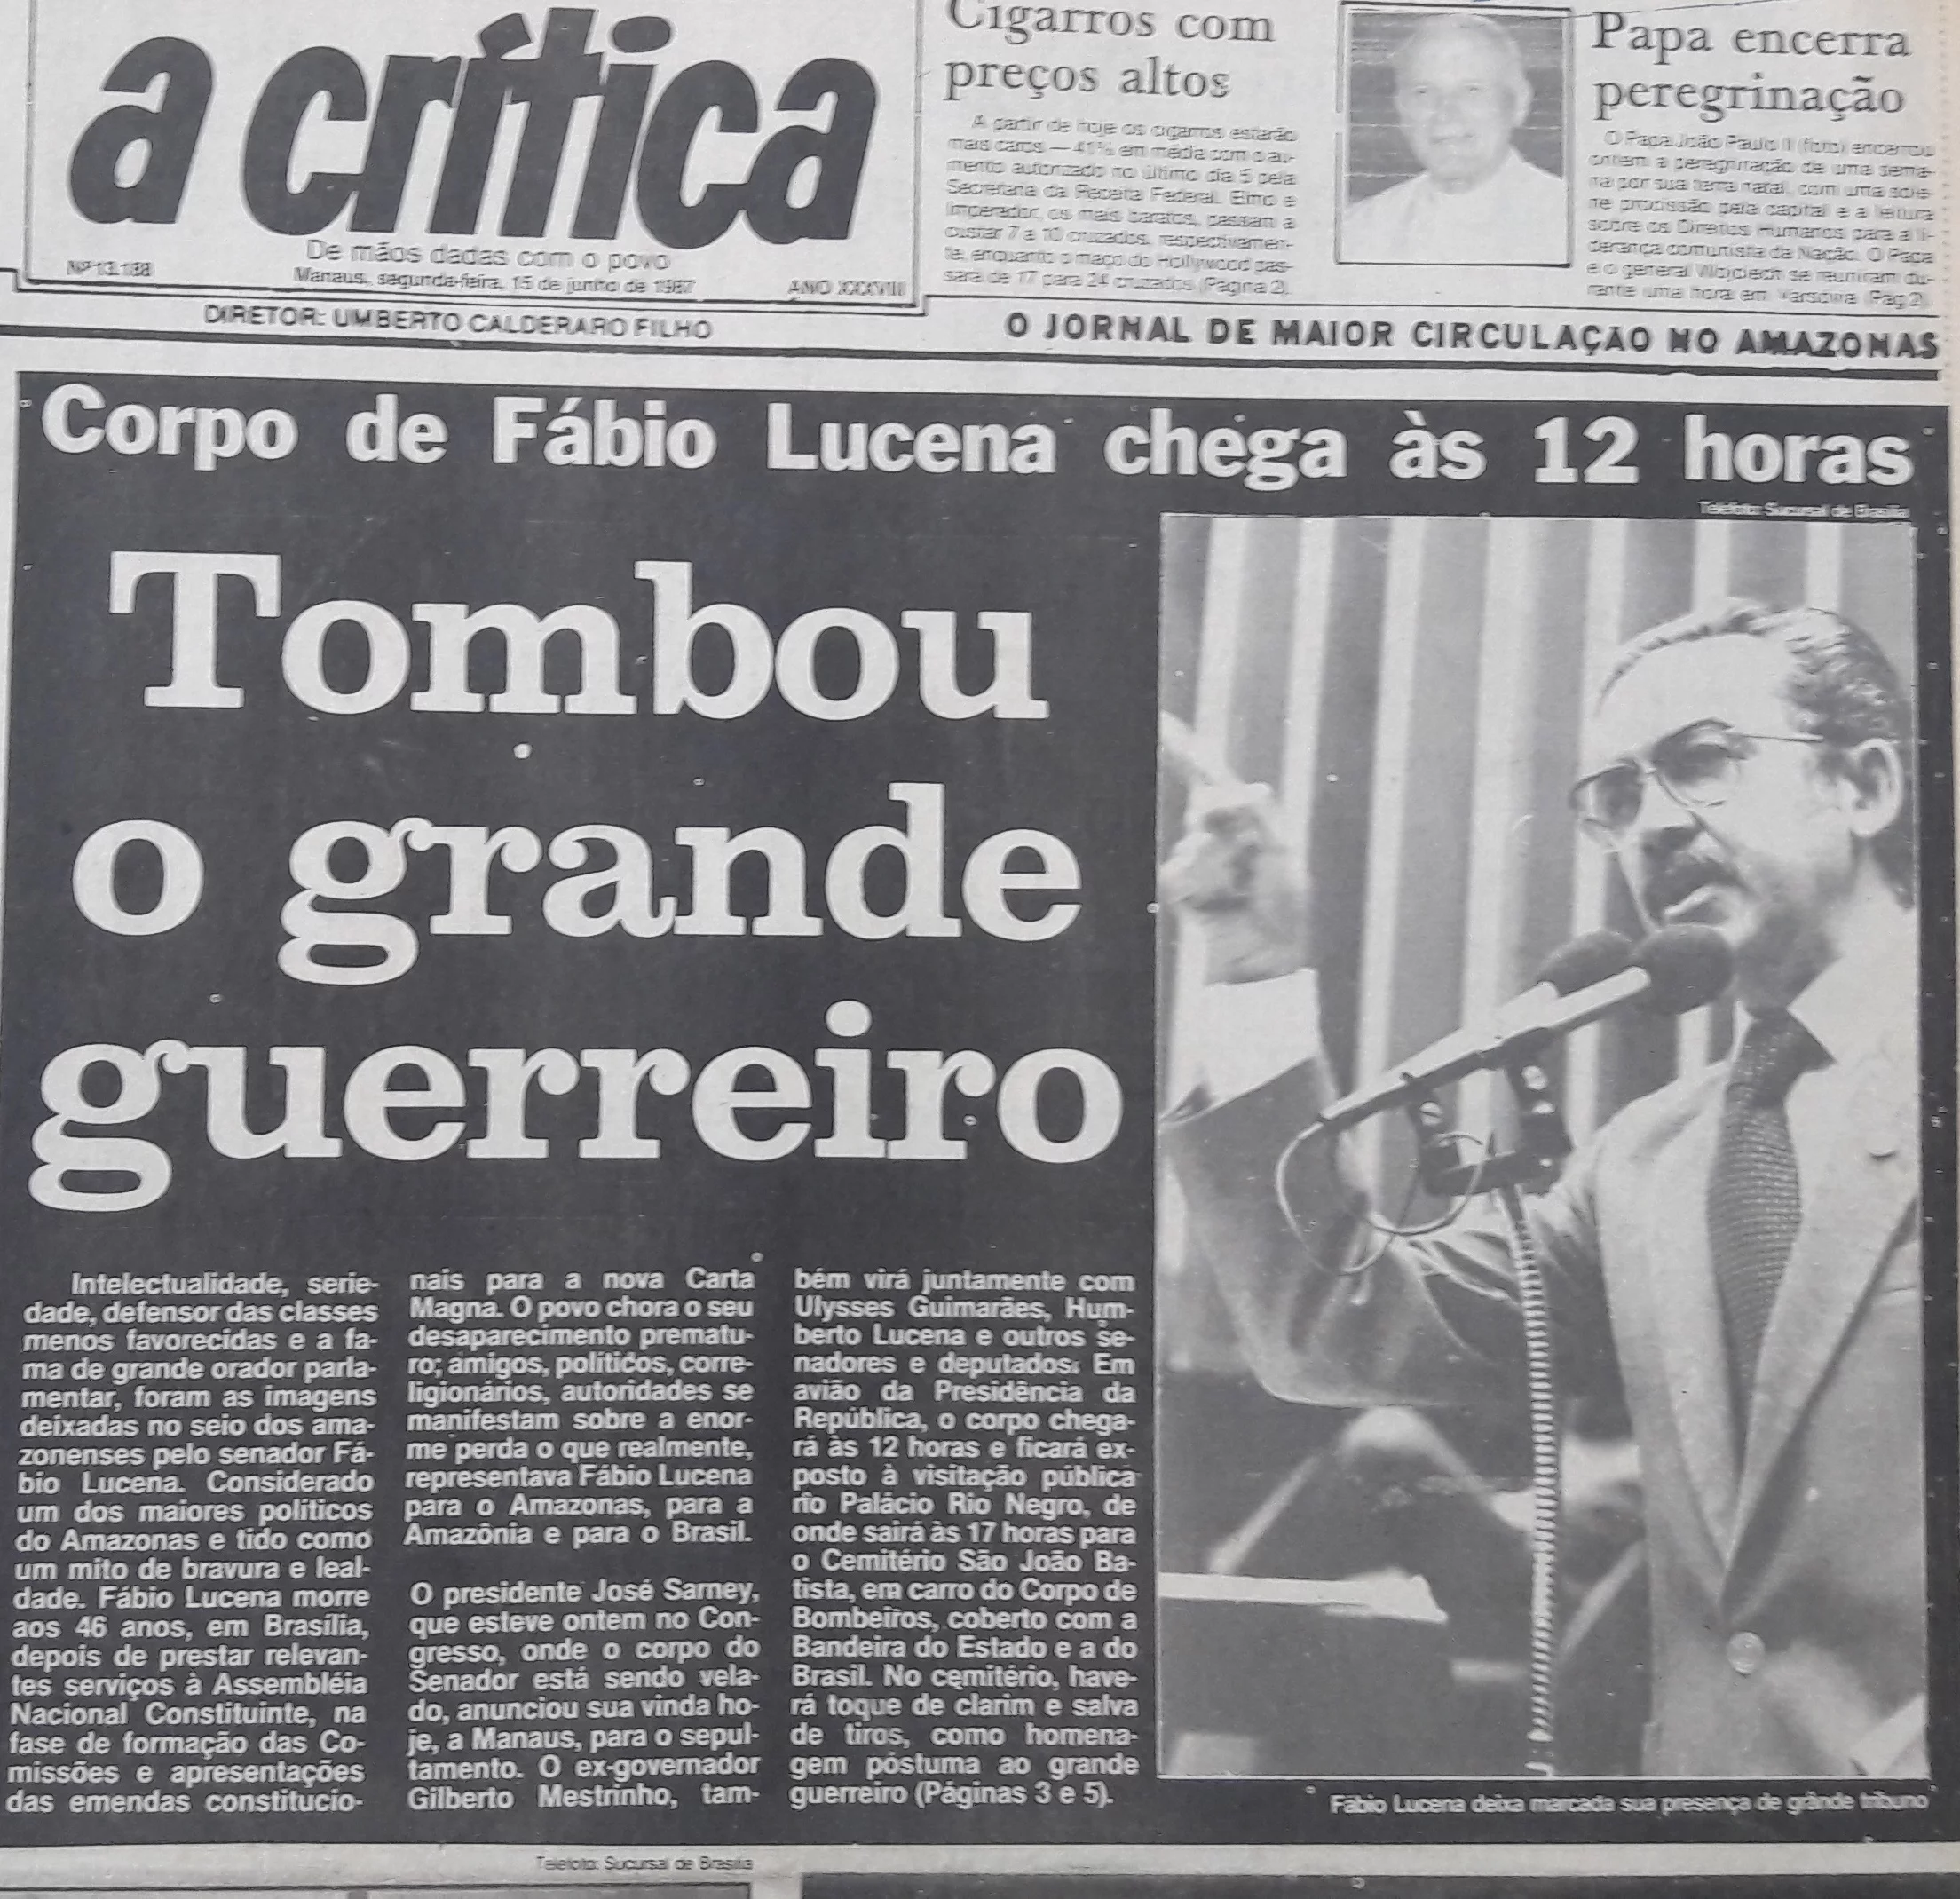 a crítica
De mãos dadas com o povo
Nº 13.188
Manaus, segunda-feira, 15 de junho de 1987
ANO XXXVIII
Cigarros com
preços altos
A partir de hoje os cigarros estarão
mais caros — 41% em média com o au-
mento autorizado no último dia 5 pela
Secretaria da Receita Federal. Elmo e
Imperador, os mais baratos, passam a
custar 7 a 10 cruzados, respectivamen-
te, enquanto o maço do Hollywood pas-
sará de 17 para 24 cruzados (Página 2).
Papa encerra
peregrinação
O Papa João Paulo II (foto) encerrou
ontem a peregrinação de uma sema-
na por sua terra natal, com uma sole-
ne procissão pela capital e a leitura
sobre os Direitos Humanos para a li-
derança comunista da Nação. O Papa
e o general Wojciech se reuniram du-
rante uma hora em Varsóvia (Pág 2).
DIRETOR: UMBERTO CALDERARO FILHO
O JORNAL DE MAIOR CIRCULAÇÃO NO AMAZONAS
Corpo de Fábio Lucena chega às 12 horas
Telefoto: Sucursal de Brasília
Tombou
o grande
guerreiro
Intelectualidade, serie-
dade, defensor das classes
menos favorecidas e a fa-
ma de grande orador parla-
mentar, foram as imagens
deixadas no seio dos ama-
zonenses pelo senador Fá-
bio Lucena. Considerado
um dos maiores políticos
do Amazonas e tido como
um mito de bravura e leal-
dade. Fábio Lucena morre
aos 46 anos, em Brasília,
depois de prestar relevan-
tes serviços à Assembléia
Nacional Constituinte, na
fase de formação das Co-
missões e apresentações
das emendas constitucio-
nais para a nova Carta
Magna. O povo chora o seu
desaparecimento prematu-
ro; amigos, políticos, corre-
ligionários, autoridades se
manifestam sobre a enor-
me perda o que realmente,
representava Fábio Lucena
para o Amazonas, para a
Amazônia e para o Brasil.
O presidente José Sarney,
que esteve ontem no Con-
gresso, onde o corpo do
Senador está sendo vela-
do, anunciou sua vinda ho-
je, a Manaus, para o sepul-
tamento. O ex-governador
Gilberto Mestrinho, tam-
bém virá juntamente com
Ulysses Guimarães, Hum-
berto Lucena e outros se-
nadores e deputados. Em
avião da Presidência da
República, o corpo chega-
rá às 12 horas e ficará ex-
posto à visitação pública
no Palácio Rio Negro, de
onde sairá às 17 horas para
o Cemitério São João Ba-
tista, em carro do Corpo de
Bombeiros, coberto com a
Bandeira do Estado e a do
Brasil. No cemitério, have-
rá toque de clarim e salva
de tiros, como homena-
gem póstuma ao grande
guerreiro (Páginas 3 e 5).
Fábio Lucena deixa marcada sua presença de grande tribuno
Telefoto: Sucursal de Brasília